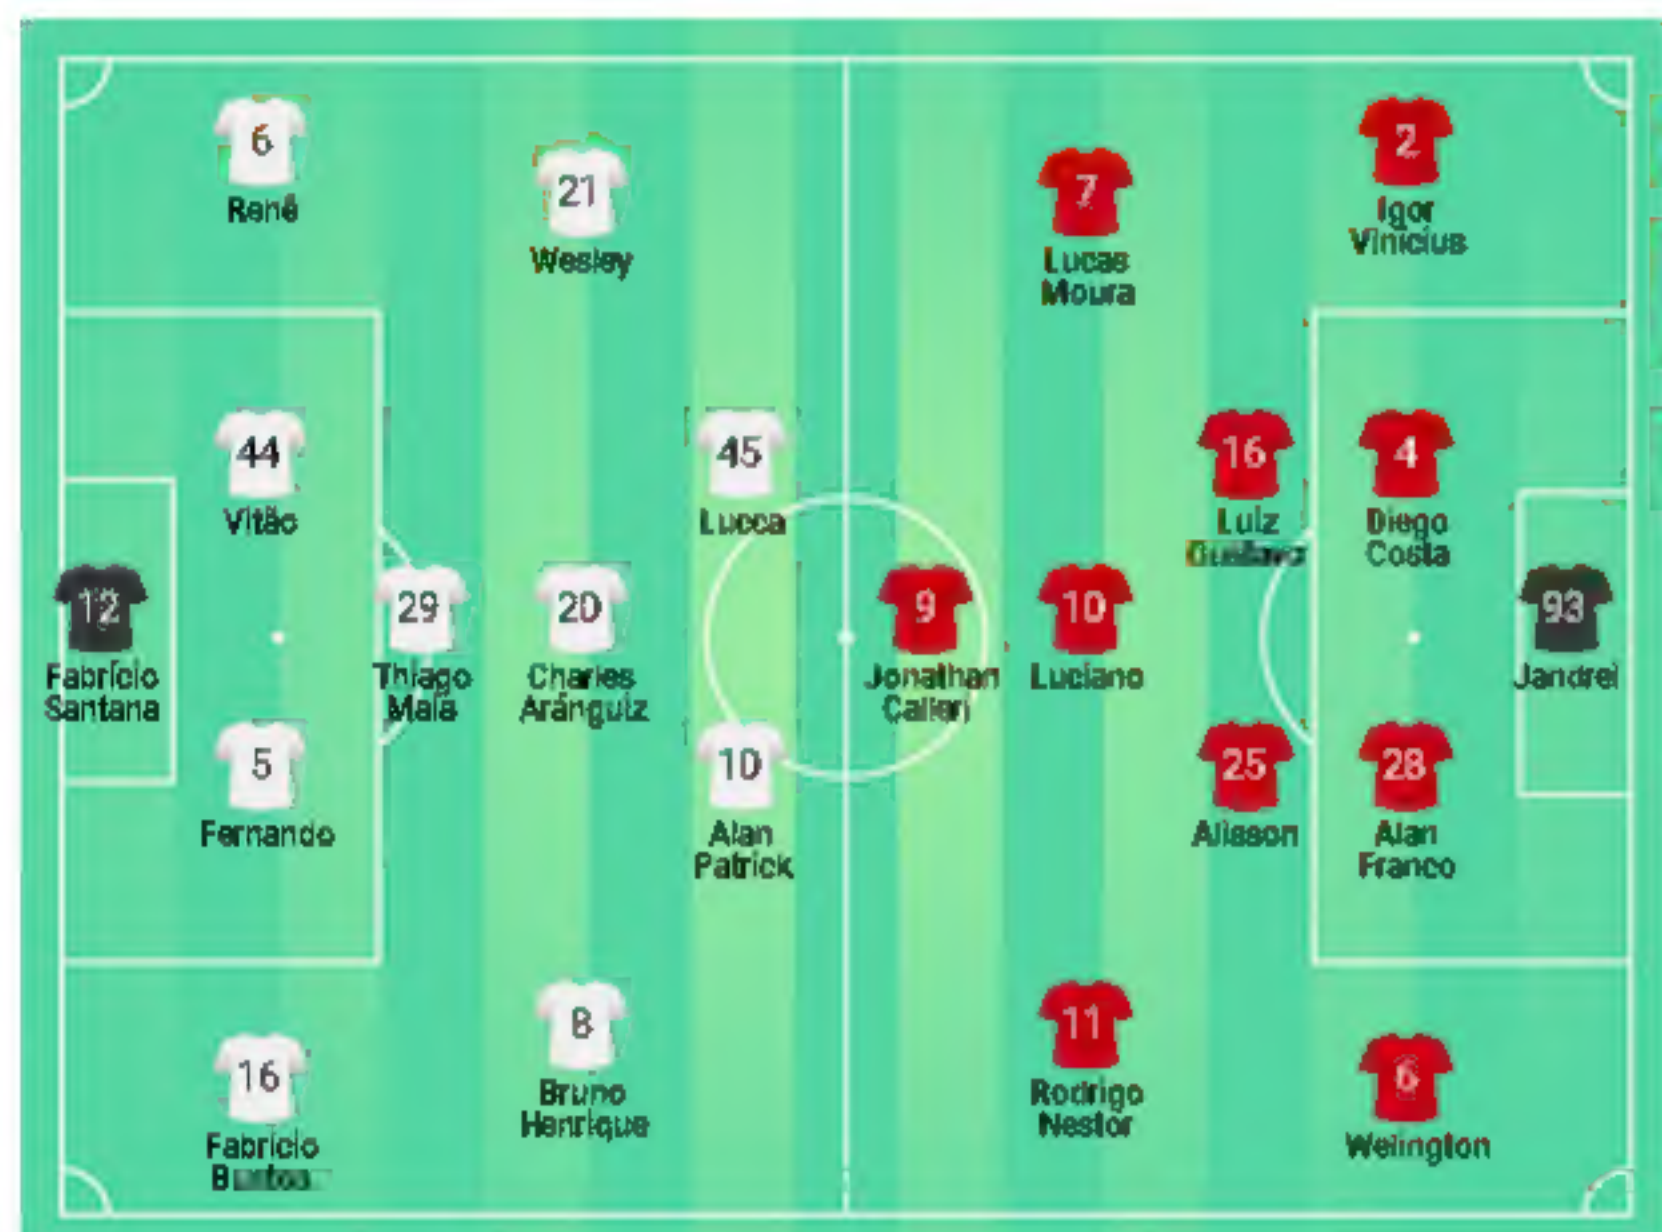 6
René
21
Wesley
7
Lucas
Moura
2
Igor
Vinícius
44
Vitão
45
Lucca
16
Luiz
4
Diego
Costa
12
Fabrício
Santana
29
Thiago
Maia
20
Charles
Aránguiz
9
Jonathan
Calleri
10
Luciano
93
Jandrei
5
Fernando
10
Alan
Patrick
25
Alisson
28
Alan
Franco
16
Fabricio
8
Bruno
Henrique
11
Rodrigo
Nestor
6
Welington